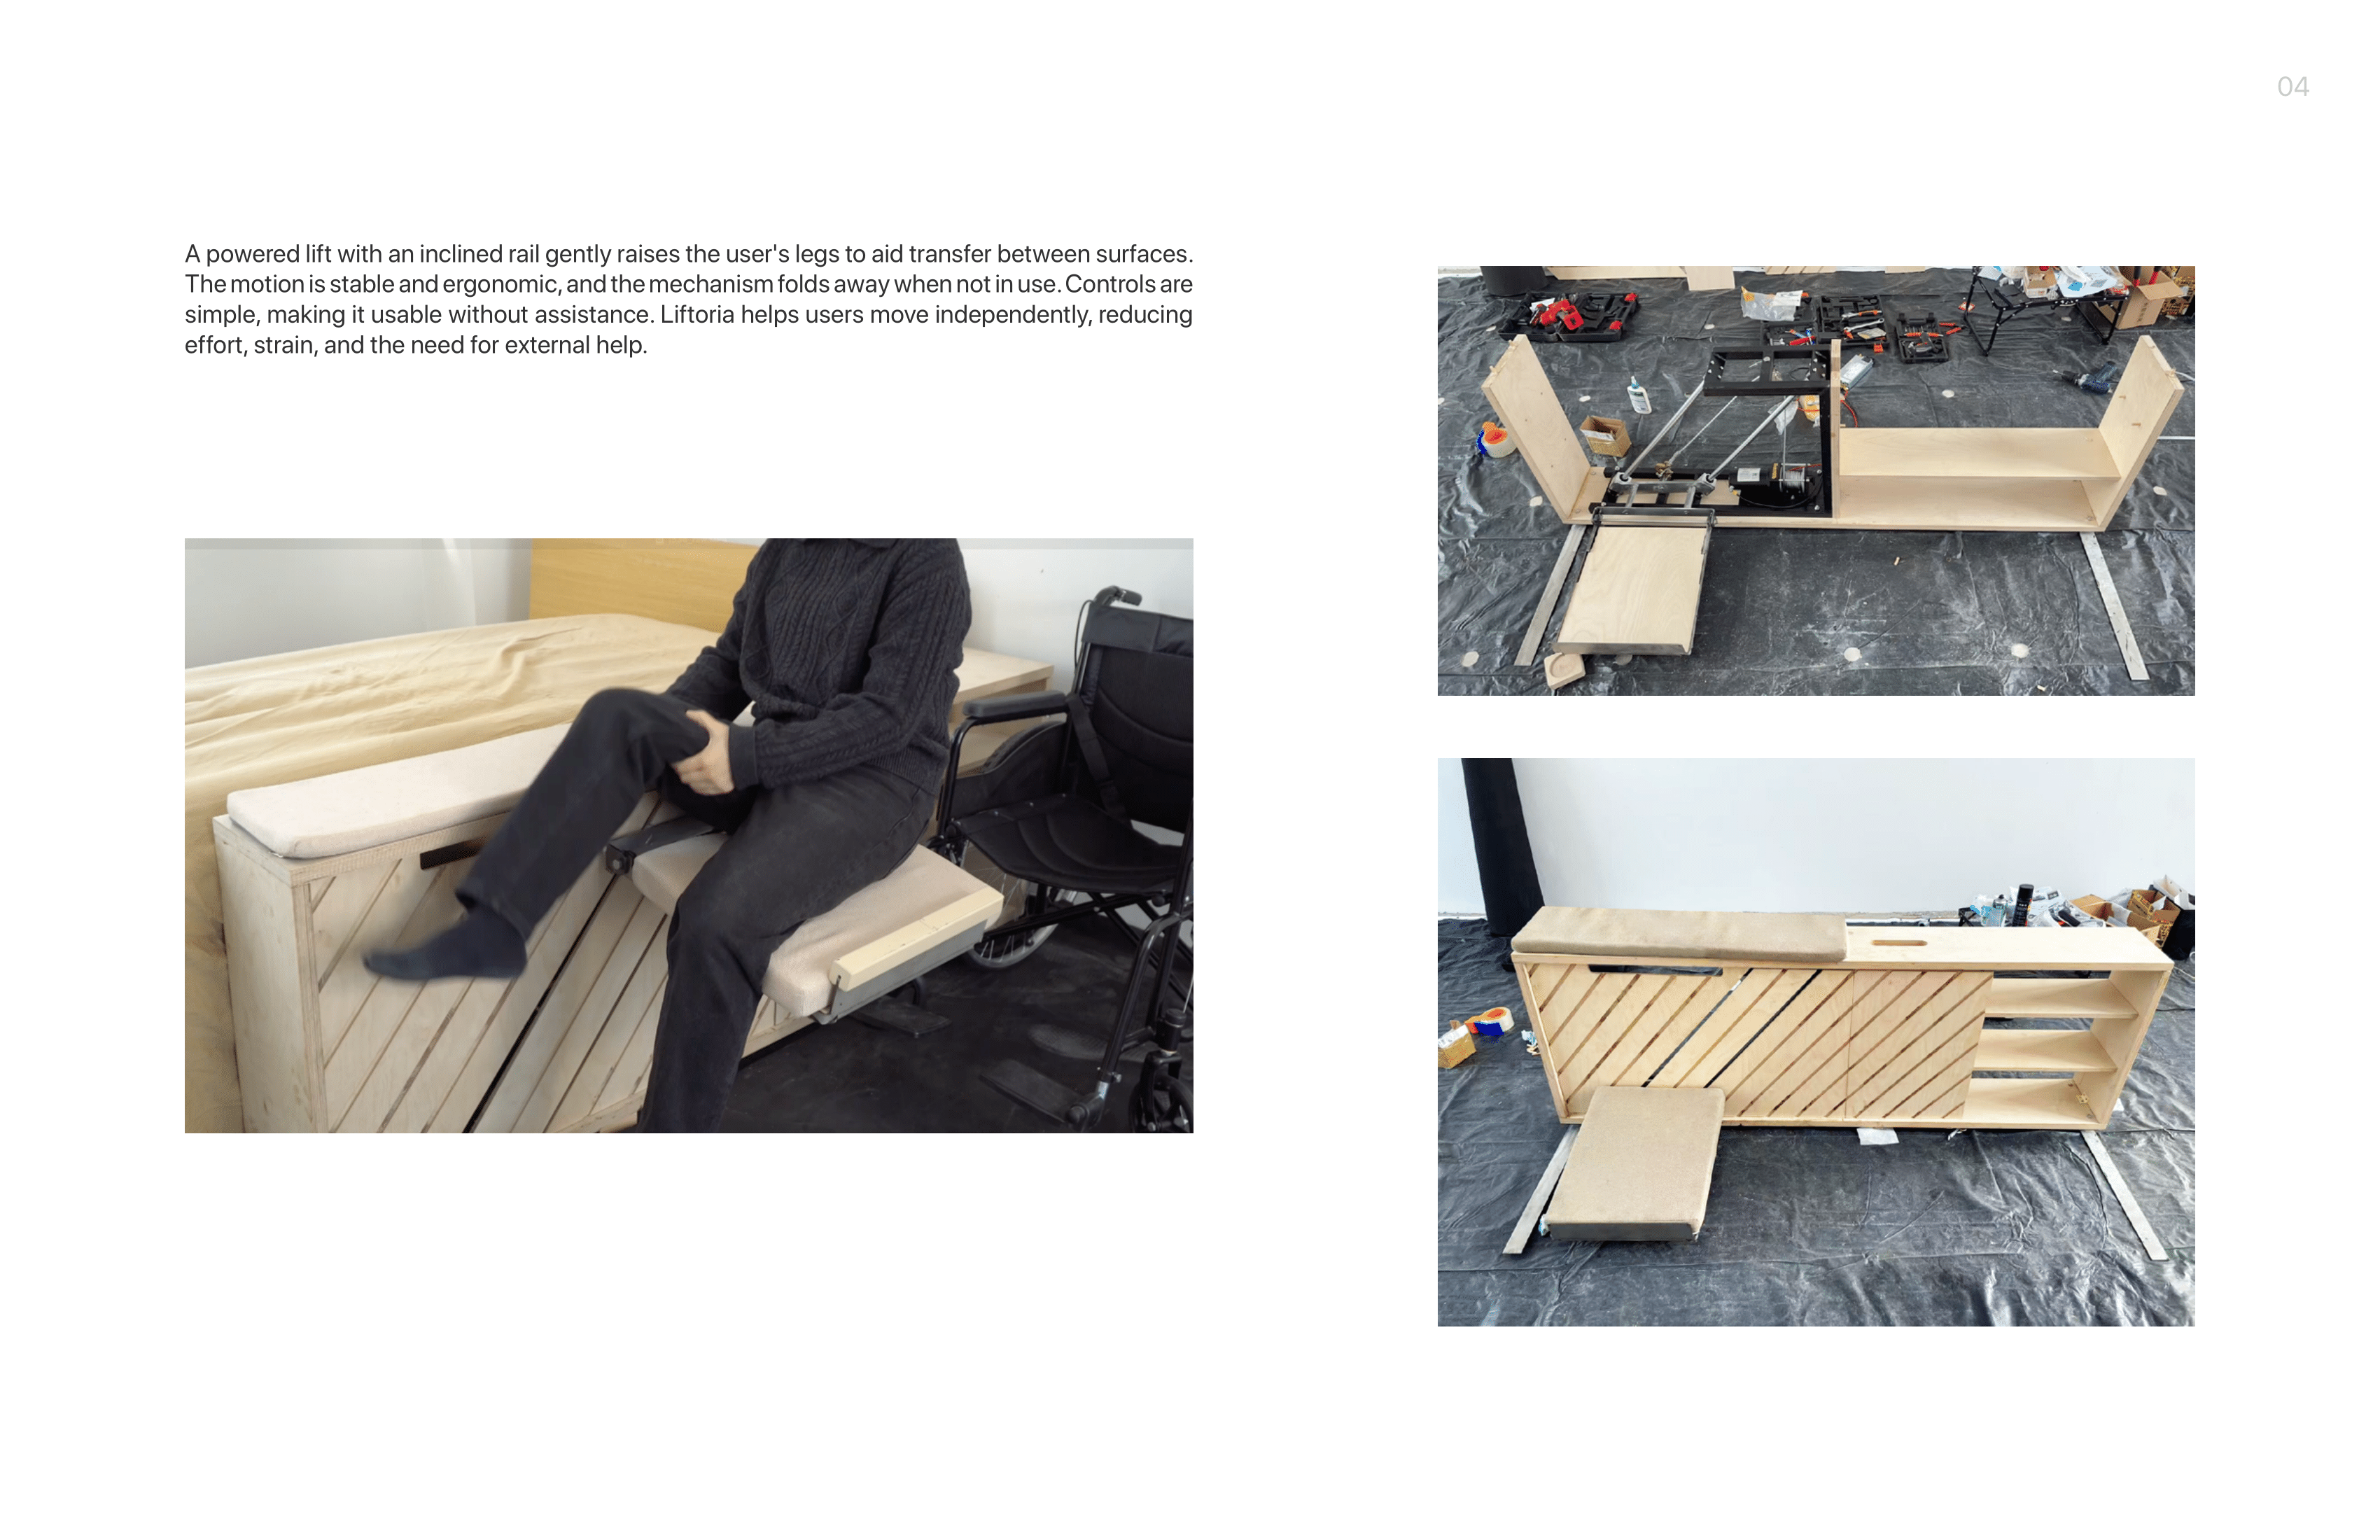 04
A powered lift with an inclined rail gently raises the user's legs to aid transfer between surfaces.
The motion is stable and ergonomic, and the mechanism folds away when not in use. Controls are
simple, making it usable without assistance. Liftoria helps users move independently, reducing
effort, strain, and the need for external help.